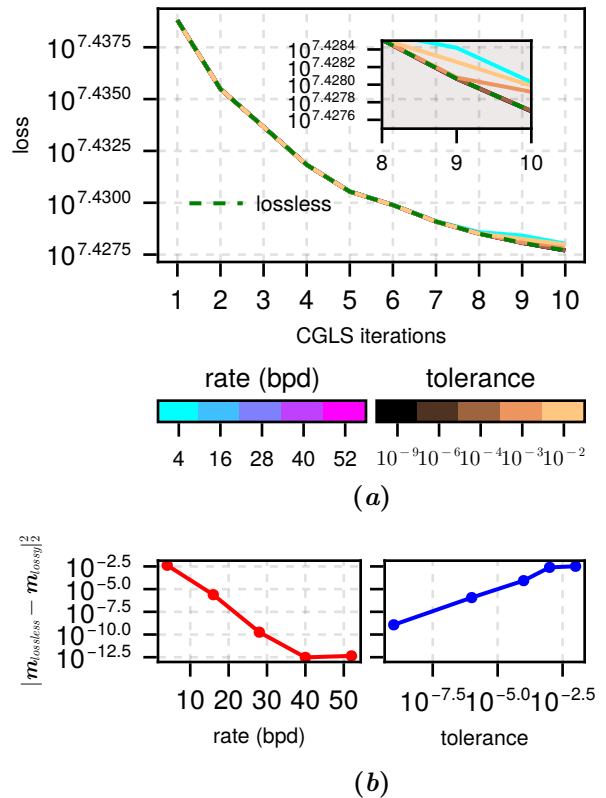 loss
10^7.4375
10^7.4350
10^7.4325
10^7.4300
10^7.4275
10^7.4284
10^7.4282
10^7.4280
10^7.4278
10^7.4276
8 9 10
lossless
1 2 3 4 5 6 7 8 9 10
CGLS iterations
rate (bpd) tolerance
4 16 28 40 52 10^−9 10^−6 10^−4 10^−3 10^−2
(a)
|m_lossless − m_lossy|_2^2
10^−2.5
10^−5.0
10^−7.5
10^−10.0
10^−12.5
10 20 30 40 50 10^−7.5 10^−5.0 10^−2.5
rate (bpd) tolerance
(b)